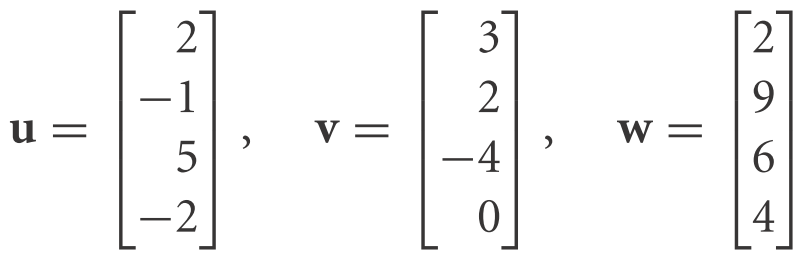 u = [2 −1 5 −2], v = [3 2 −4 0], w = [2 9 6 4]